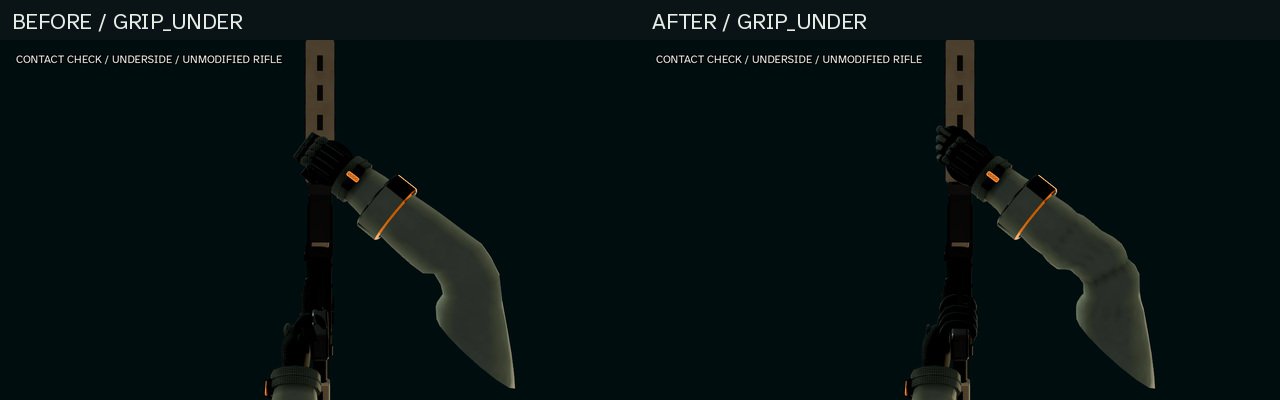 BEFORE / GRIP_UNDER
AFTER / GRIP_UNDER
CONTACT CHECK / UNDERSIDE / UNMODIFIED RIFLE
CONTACT CHECK / UNDERSIDE / UNMODIFIED RIFLE